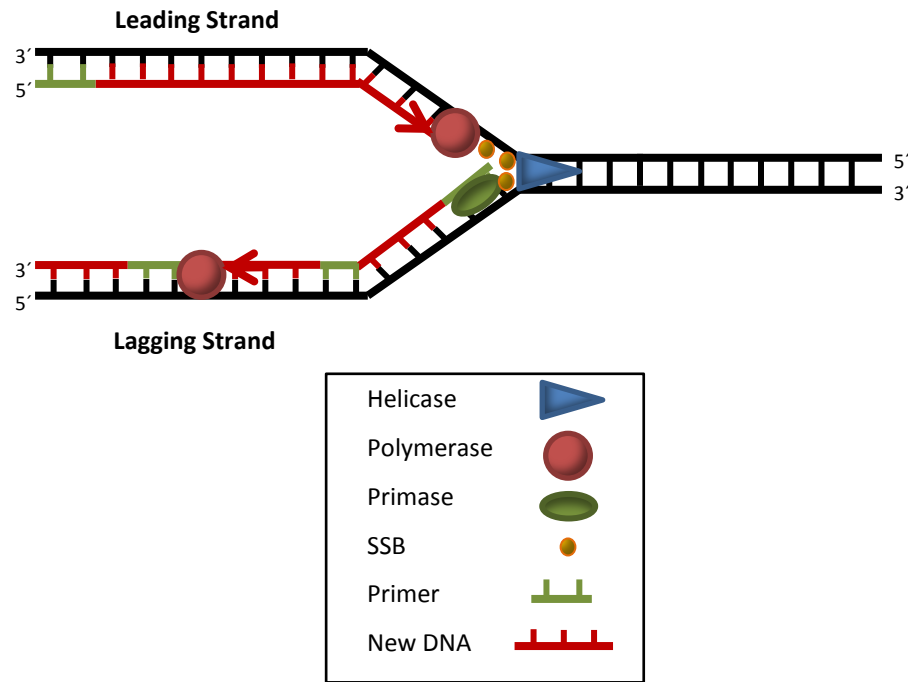 Leading Strand
3´
5´
5´
3´
3´
5´
Lagging Strand
Helicase
Polymerase
Primase
SSB
Primer
New DNA